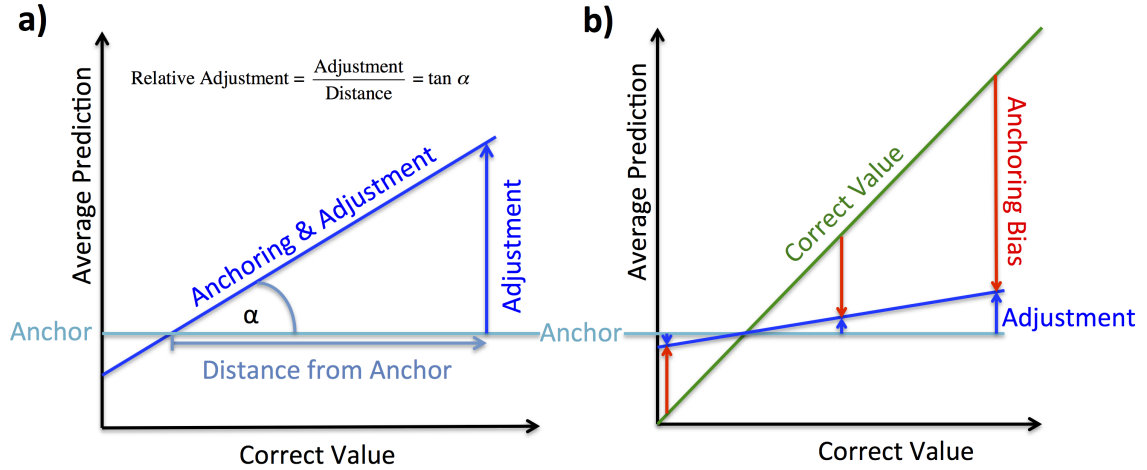 a)
Average Prediction
Relative Adjustment = Adjustment / Distance = tan α
Anchoring & Adjustment
Adjustment
α
Anchor
Distance from Anchor
Correct Value
b)
Average Prediction
Correct Value
Anchoring Bias
Anchor
Adjustment
Correct Value